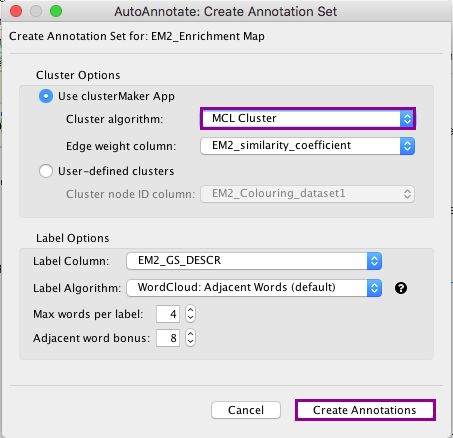 AutoAnnotate: Create Annotation Set
Create Annotation Set for: EM2_Enrichment Map
Cluster Options
Use clusterMaker App
Cluster algorithm: MCL Cluster
Edge weight column: EM2_similarity_coefficient
User-defined clusters
Cluster node ID column: EM2_Colouring_dataset1
Label Options
Label Column: EM2_GS_DESCR
Label Algorithm: WordCloud: Adjacent Words (default) ?
Max words per label: 4
Adjacent word bonus: 8
Cancel Create Annotations